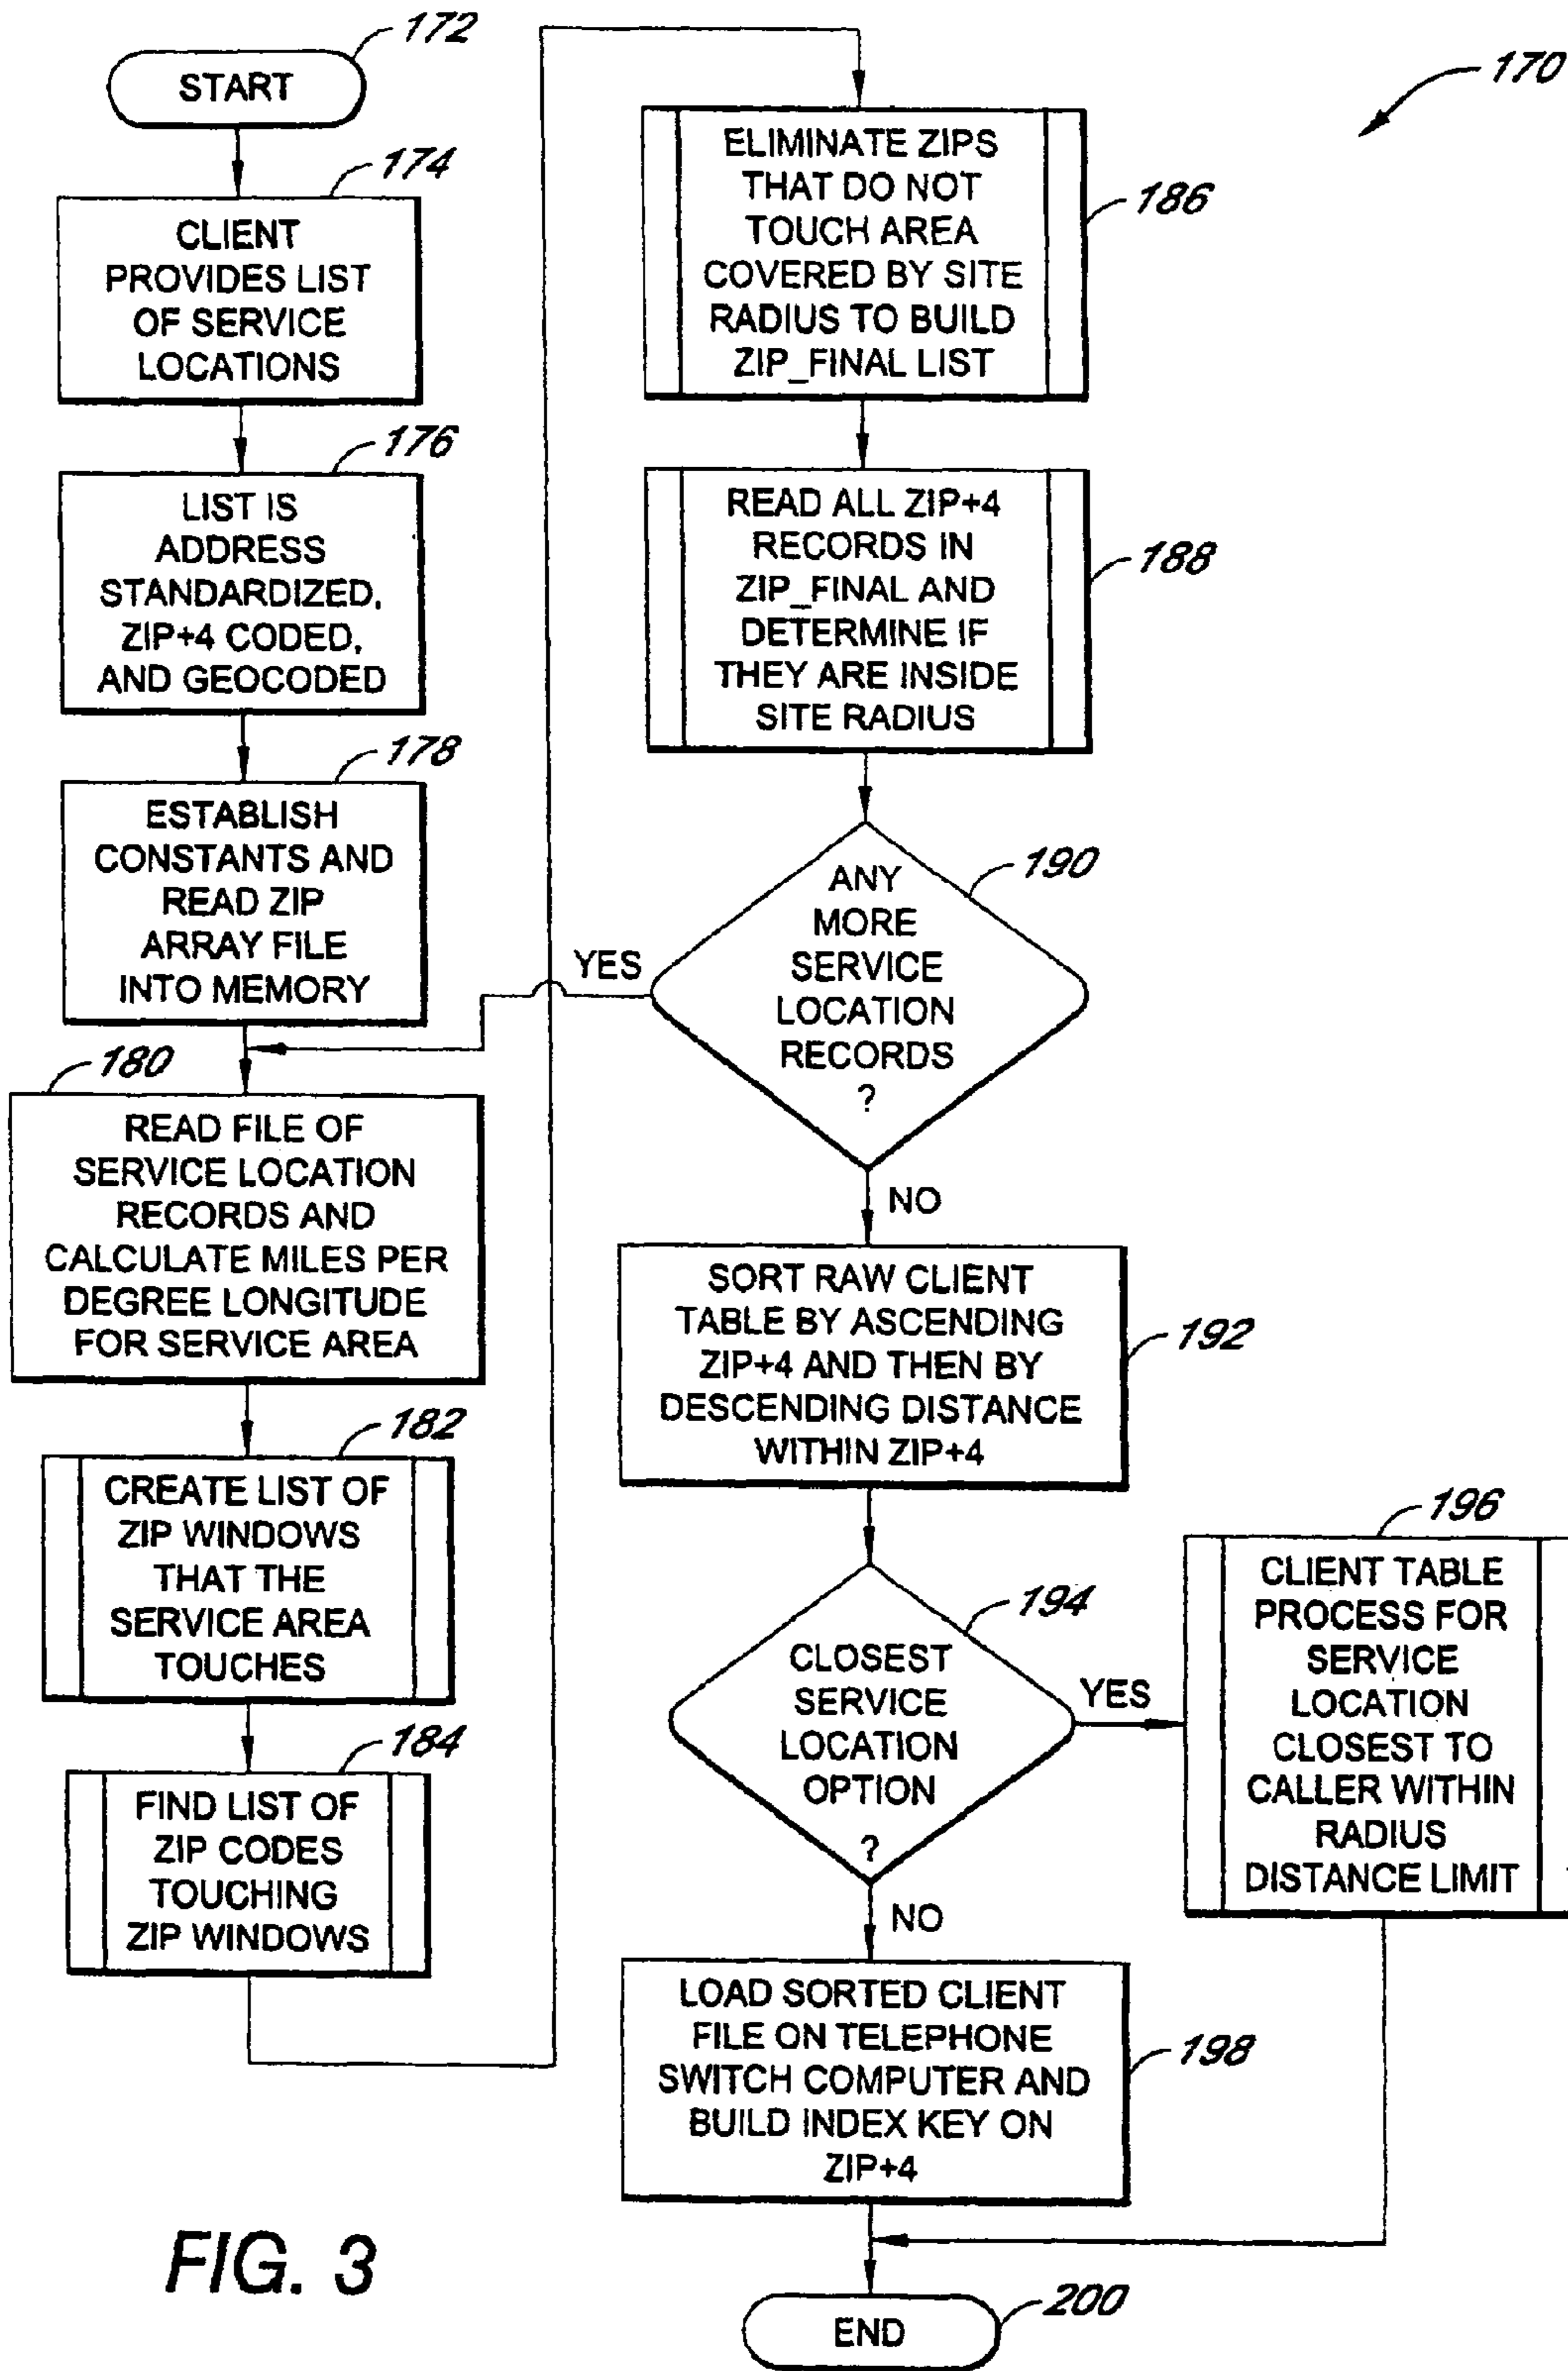 172
START
174
CLIENT
PROVIDES LIST
OF SERVICE
LOCATIONS
176
LIST IS
ADDRESS
STANDARDIZED,
ZIP+4 CODED,
AND GEOCODED
178
ESTABLISH
CONSTANTS AND
READ ZIP
ARRAY FILE
INTO MEMORY
180
READ FILE OF
SERVICE LOCATION
RECORDS AND
CALCULATE MILES PER
DEGREE LONGITUDE
FOR SERVICE AREA
182
CREATE LIST OF
ZIP WINDOWS
THAT THE
SERVICE AREA
TOUCHES
184
FIND LIST OF
ZIP CODES
TOUCHING
ZIP WINDOWS
170
ELIMINATE ZIPS
THAT DO NOT
TOUCH AREA
COVERED BY SITE
RADIUS TO BUILD
ZIP_FINAL LIST
186
READ ALL ZIP+4
RECORDS IN
ZIP_FINAL AND
DETERMINE IF
THEY ARE INSIDE
SITE RADIUS
188
ANY
MORE
SERVICE
LOCATION
RECORDS
?
190
YES
NO
SORT RAW CLIENT
TABLE BY ASCENDING
ZIP+4 AND THEN BY
DESCENDING DISTANCE
WITHIN ZIP+4
192
CLOSEST
SERVICE
LOCATION
OPTION
?
194
YES
NO
196
CLIENT TABLE
PROCESS FOR
SERVICE
LOCATION
CLOSEST TO
CALLER WITHIN
RADIUS
DISTANCE LIMIT
LOAD SORTED CLIENT
FILE ON TELEPHONE
SWITCH COMPUTER AND
BUILD INDEX KEY ON
ZIP+4
198
END
200
FIG. 3